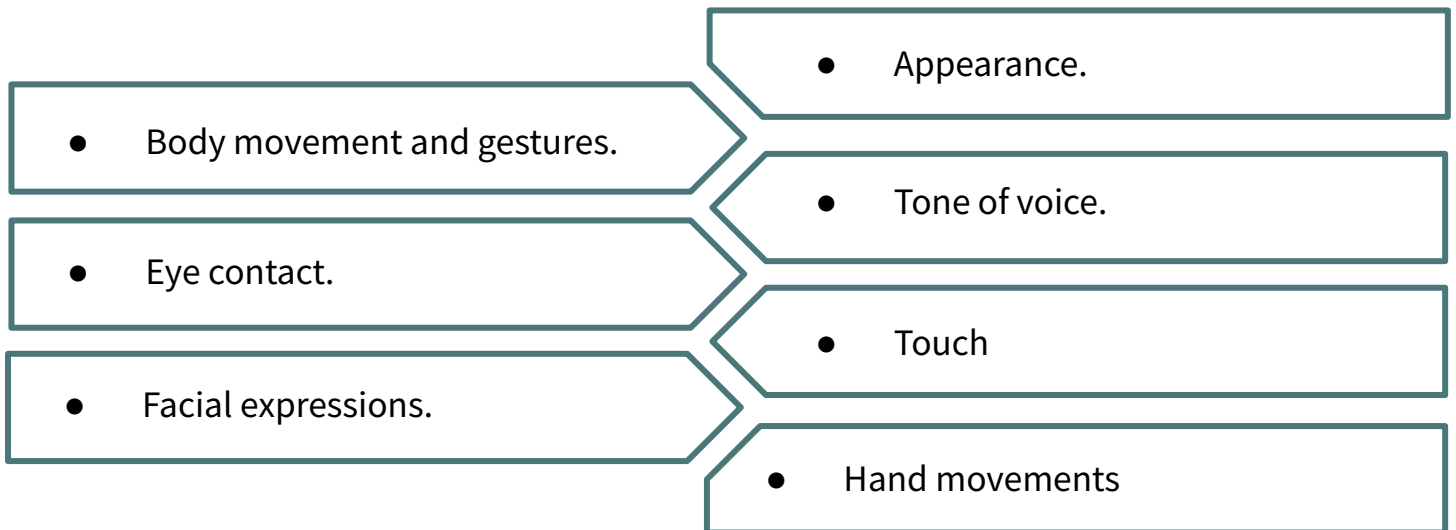 ● Body movement and gestures.
● Eye contact.
● Facial expressions.
● Appearance.
● Tone of voice.
● Touch
● Hand movements